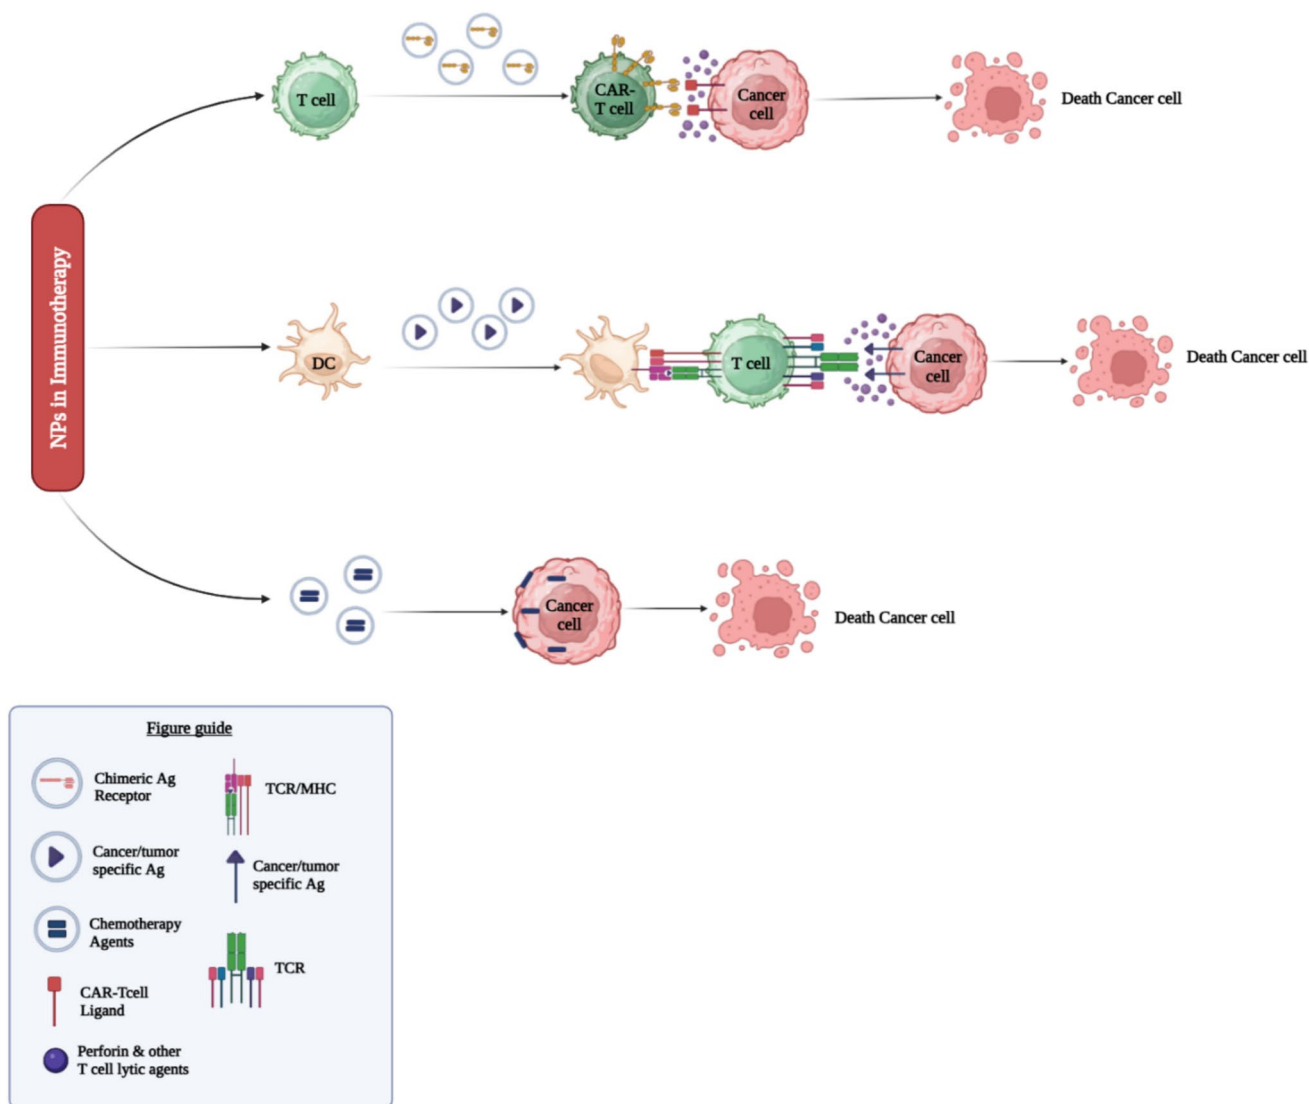 NPs in Immunotherapy
T cell
CAR-
T cell
Cancer
cell
Death Cancer cell
DC
T cell
Cancer
cell
Death Cancer cell
Cancer
cell
Death Cancer cell
Figure guide
Chimeric Ag
Receptor
Cancer/tumor
specific Ag
Chemotherapy
Agents
CAR-Tcell
Ligand
Perforin & other
T cell lytic agents
TCR/MHC
Cancer/tumor
specific Ag
TCR